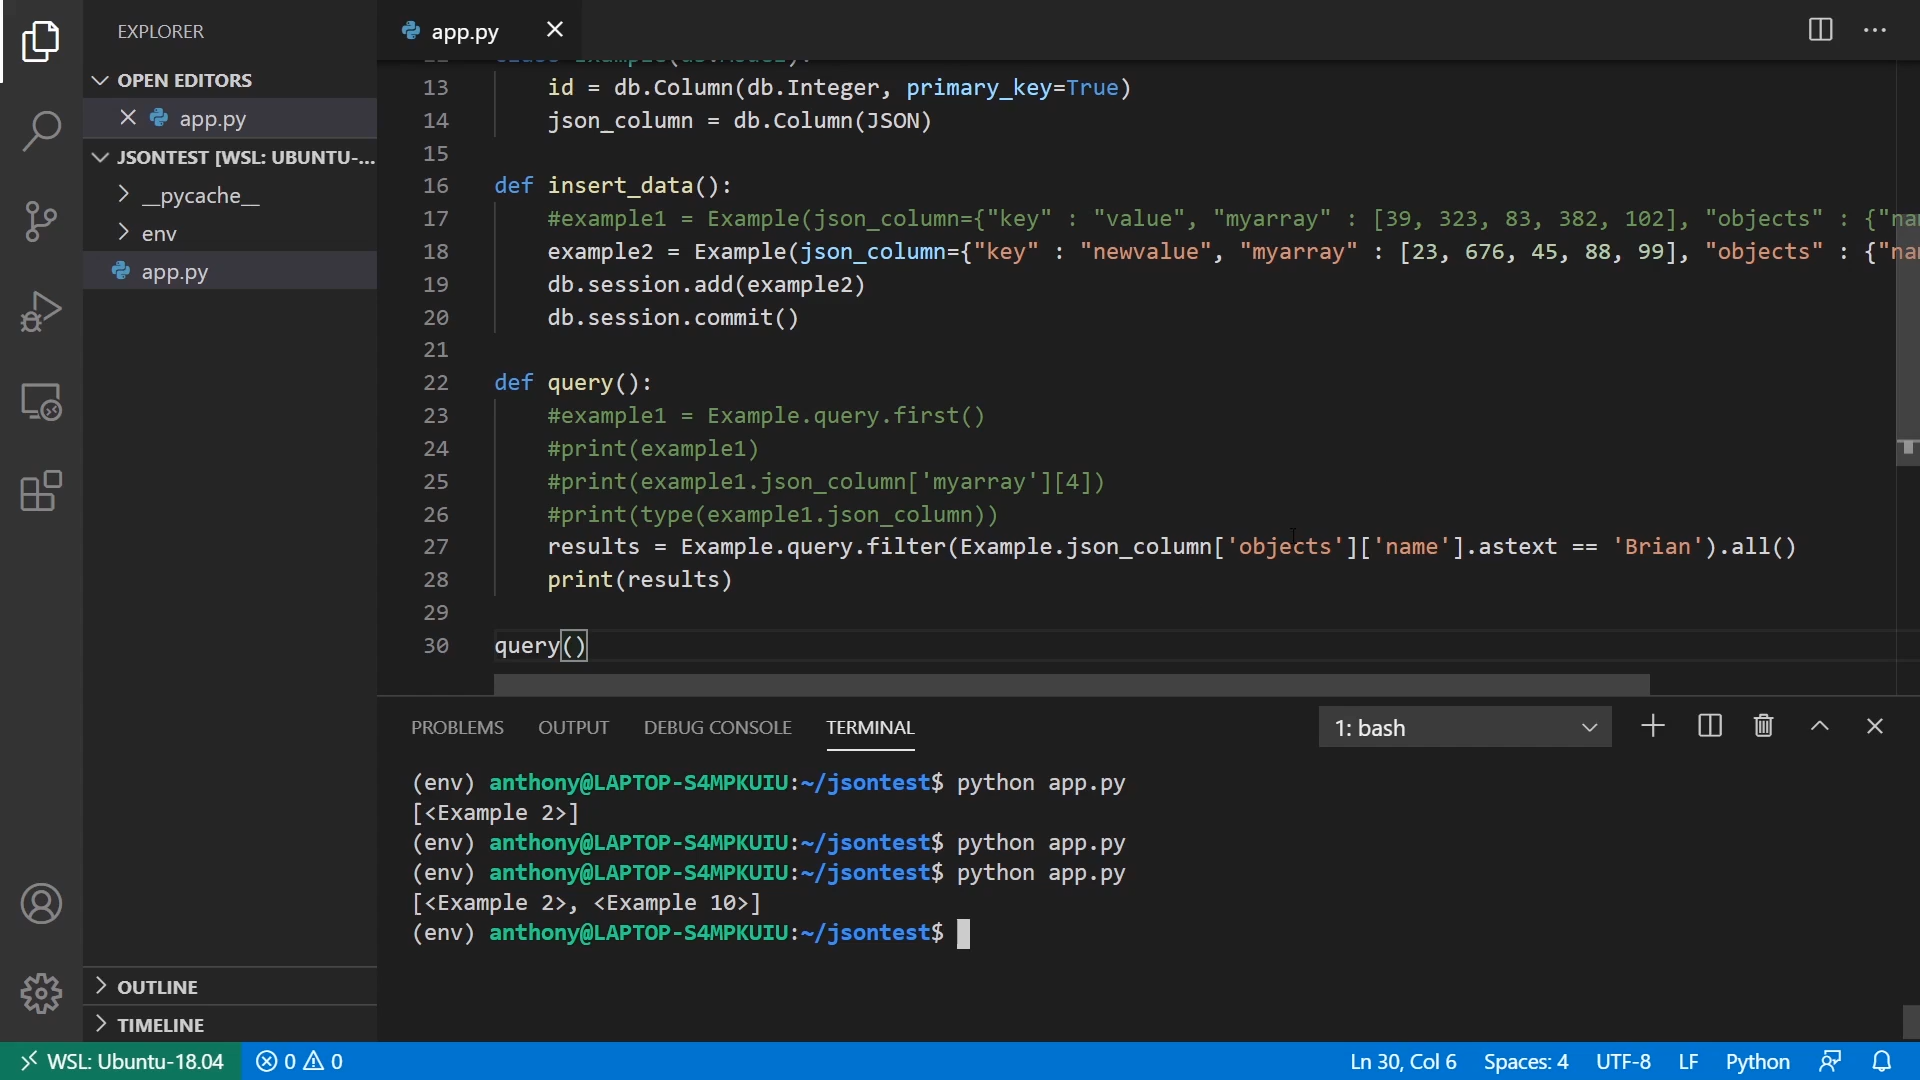 EXPLORER
OPEN EDITORS
app.py
JSONTEST [WSL: UBUNTU-...
__pycache__
env
app.py
OUTLINE
TIMELINE
app.py
class Example(db.Model):
13 id = db.Column(db.Integer, primary_key=True)
14 json_column = db.Column(JSON)
15
16 def insert_data():
17 #example1 = Example(json_column={"key" : "value", "myarray" : [39, 323, 83, 382, 102], "objects" : {"na
18 example2 = Example(json_column={"key" : "newvalue", "myarray" : [23, 676, 45, 88, 99], "objects" : {"na
19 db.session.add(example2)
20 db.session.commit()
21
22 def query():
23 #example1 = Example.query.first()
24 #print(example1)
25 #print(example1.json_column['myarray'][4])
26 #print(type(example1.json_column))
27 results = Example.query.filter(Example.json_column['objects']['name'].astext == 'Brian').all()
28 print(results)
29
30 query()
PROBLEMS OUTPUT DEBUG CONSOLE TERMINAL 1: bash
(env) anthony@LAPTOP-S4MPKUIU:~/jsontest$ python app.py
[<Example 2>]
(env) anthony@LAPTOP-S4MPKUIU:~/jsontest$ python app.py
(env) anthony@LAPTOP-S4MPKUIU:~/jsontest$ python app.py
[<Example 2>, <Example 10>]
(env) anthony@LAPTOP-S4MPKUIU:~/jsontest$
WSL: Ubuntu-18.04 0 0 Ln 30, Col 6 Spaces: 4 UTF-8 LF Python